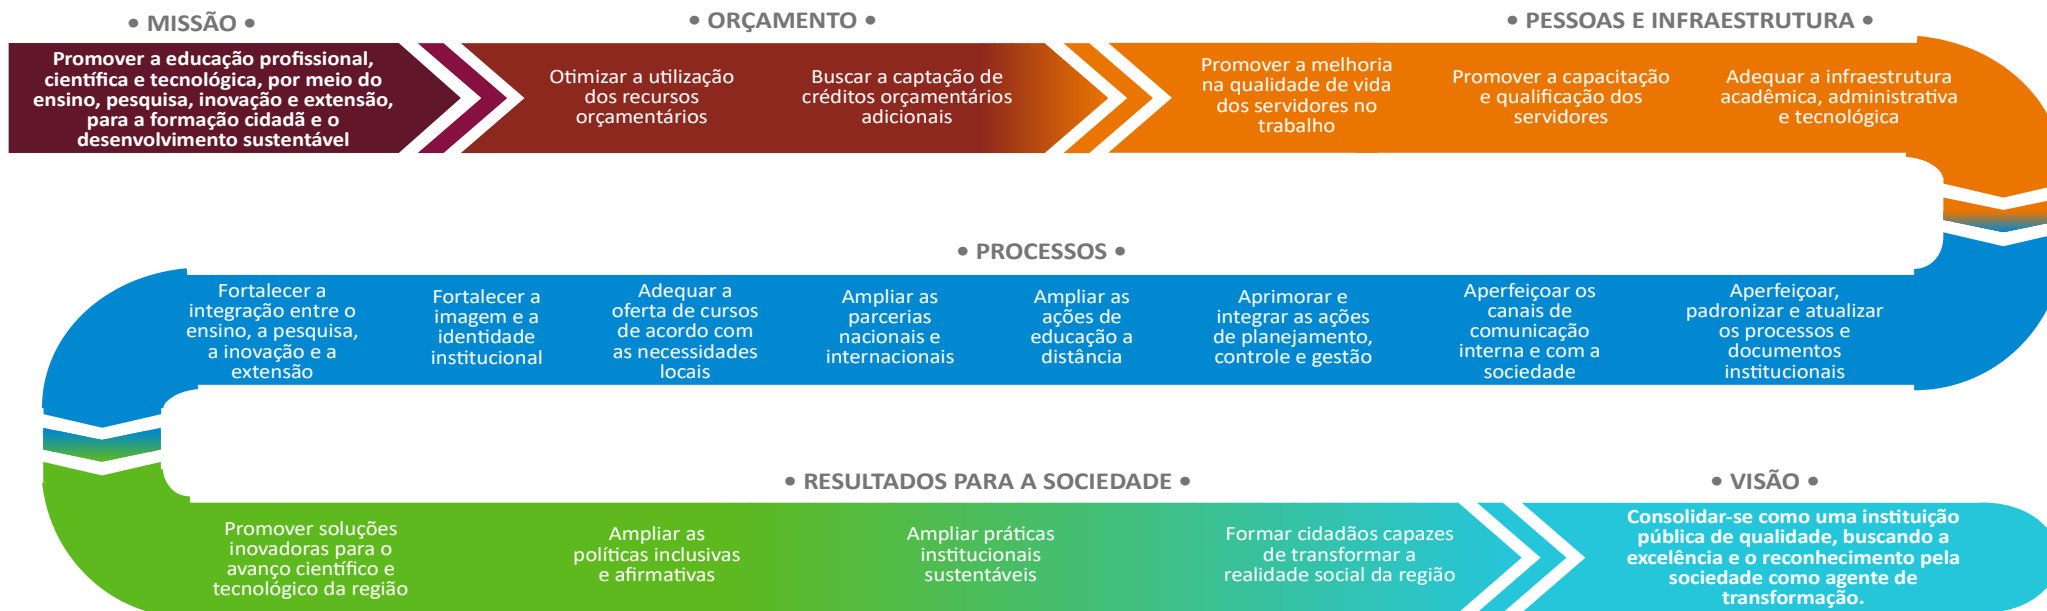 • MISSÃO •
Promover a educação profissional,
científica e tecnológica, por meio do
ensino, pesquisa, inovação e extensão,
para a formação cidadã e o
desenvolvimento sustentável
• ORÇAMENTO •
Otimizar a utilização
dos recursos
orçamentários
Buscar a captação de
créditos orçamentários
adicionais
• PESSOAS E INFRAESTRUTURA •
Promover a melhoria
na qualidade de vida
dos servidores no
trabalho
Promover a capacitação
e qualificação dos
servidores
Adequar a infraestrutura
acadêmica, administrativa
e tecnológica
• PROCESSOS •
Fortalecer a
integração entre o
ensino, a pesquisa,
a inovação e a
extensão
Fortalecer a
imagem e a
identidade
institucional
Adequar a
oferta de cursos
de acordo com
as necessidades
locais
Ampliar as
parcerias
nacionais e
internacionais
Ampliar as
ações de
educação a
distância
Aprimorar e
integrar as ações
de planejamento,
controle e gestão
Aperfeiçoar os
canais de
comunicação
interna e com a
sociedade
Aperfeiçoar,
padronizar e atualizar
os processos e
documentos
institucionais
• RESULTADOS PARA A SOCIEDADE •
Promover soluções
inovadoras para o
avanço científico e
tecnológico da região
Ampliar as
políticas inclusivas
e afirmativas
Ampliar práticas
institucionais
sustentáveis
Formar cidadãos capazes
de transformar a
realidade social da região
• VISÃO •
Consolidar-se como uma instituição
pública de qualidade, buscando a
excelência e o reconhecimento pela
sociedade como agente de
transformação.